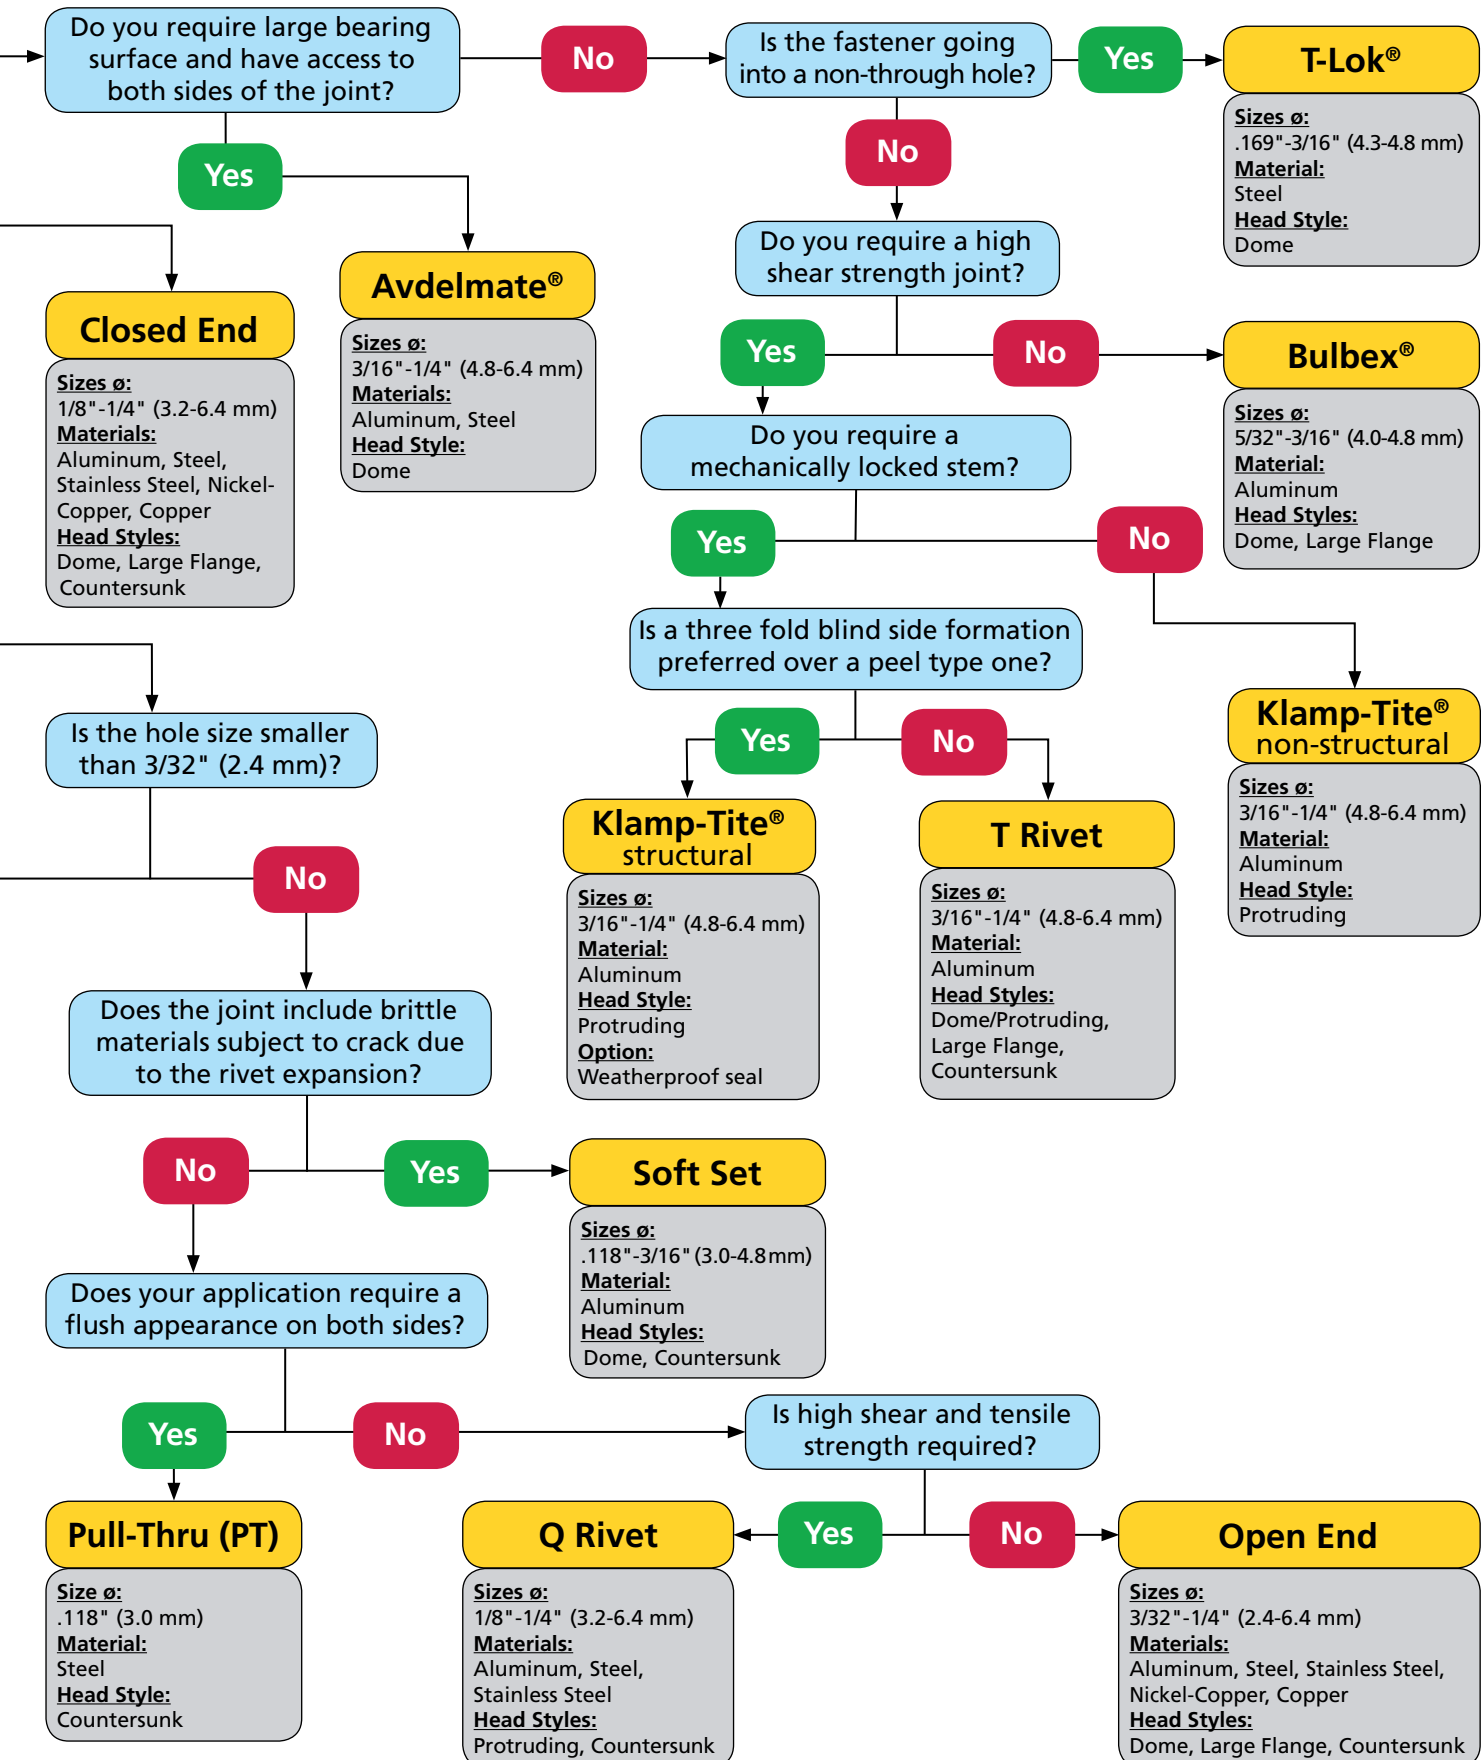 Do you require large bearing
surface and have access to
both sides of the joint?
No
Is the fastener going
into a non-through hole?
Yes
T-Lok®
Sizes ø:
.169"-3/16" (4.3-4.8 mm)
Material:
Steel
Head Style:
Dome
Yes
No
Do you require a high
shear strength joint?
Avdelmate®
Sizes ø:
3/16"-1/4" (4.8-6.4 mm)
Materials:
Aluminum, Steel
Head Style:
Dome
Closed End
Sizes ø:
1/8"-1/4" (3.2-6.4 mm)
Materials:
Aluminum, Steel,
Stainless Steel, Nickel-
Copper, Copper
Head Styles:
Dome, Large Flange,
Countersunk
Yes
No
Bulbex®
Sizes ø:
5/32"-3/16" (4.0-4.8 mm)
Material:
Aluminum
Head Styles:
Dome, Large Flange
Do you require a
mechanically locked stem?
Yes
No
Is a three fold blind side formation
preferred over a peel type one?
Klamp-Tite®
non-structural
Sizes ø:
3/16"-1/4" (4.8-6.4 mm)
Material:
Aluminum
Head Style:
Protruding
Yes
No
Klamp-Tite®
structural
Sizes ø:
3/16"-1/4" (4.8-6.4 mm)
Material:
Aluminum
Head Style:
Protruding
Option:
Weatherproof seal
T Rivet
Sizes ø:
3/16"-1/4" (4.8-6.4 mm)
Material:
Aluminum
Head Styles:
Dome/Protruding,
Large Flange,
Countersunk
Is the hole size smaller
than 3/32" (2.4 mm)?
No
Does the joint include brittle
materials subject to crack due
to the rivet expansion?
No
Yes
Soft Set
Sizes ø:
.118"-3/16" (3.0-4.8mm)
Material:
Aluminum
Head Styles:
Dome, Countersunk
Does your application require a
flush appearance on both sides?
Yes
No
Is high shear and tensile
strength required?
Pull-Thru (PT)
Size ø:
.118" (3.0 mm)
Material:
Steel
Head Style:
Countersunk
Yes
No
Q Rivet
Sizes ø:
1/8"-1/4" (3.2-6.4 mm)
Materials:
Aluminum, Steel,
Stainless Steel
Head Styles:
Protruding, Countersunk
Open End
Sizes ø:
3/32"-1/4" (2.4-6.4 mm)
Materials:
Aluminum, Steel, Stainless Steel,
Nickel-Copper, Copper
Head Styles:
Dome, Large Flange, Countersunk